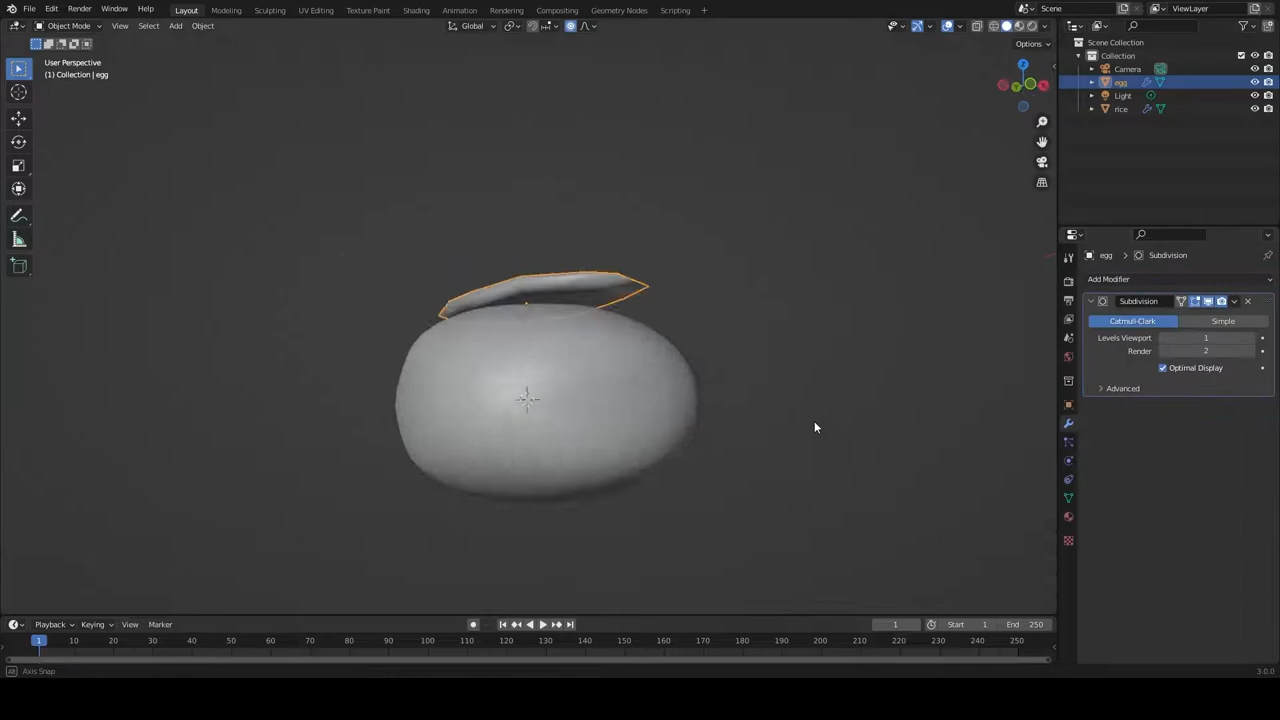 File Edit Render Window Help Layout Modeling Sculpting UV Editing Texture Paint Shading Animation Rendering Compositing Geometry Nodes Scripting + Scene ViewLayer
Object Mode View Select Add Object Global
Options
User Perspective
(1) Collection | egg
Z
X
Y
Scene Collection
Collection
Camera
egg
Light
rice
egg > Subdivision
Add Modifier
Subdivision
Catmull-Clark Simple
Levels Viewport 1
Render 2
Optimal Display
Advanced
Playback Keying View Marker 1 Start 1 End 250
1 10 20 30 40 50 60 70 80 90 100 110 120 130 140 150 160 170 180 190 200 210 220 230 240 250
Alt Axis Snap 3.0.0